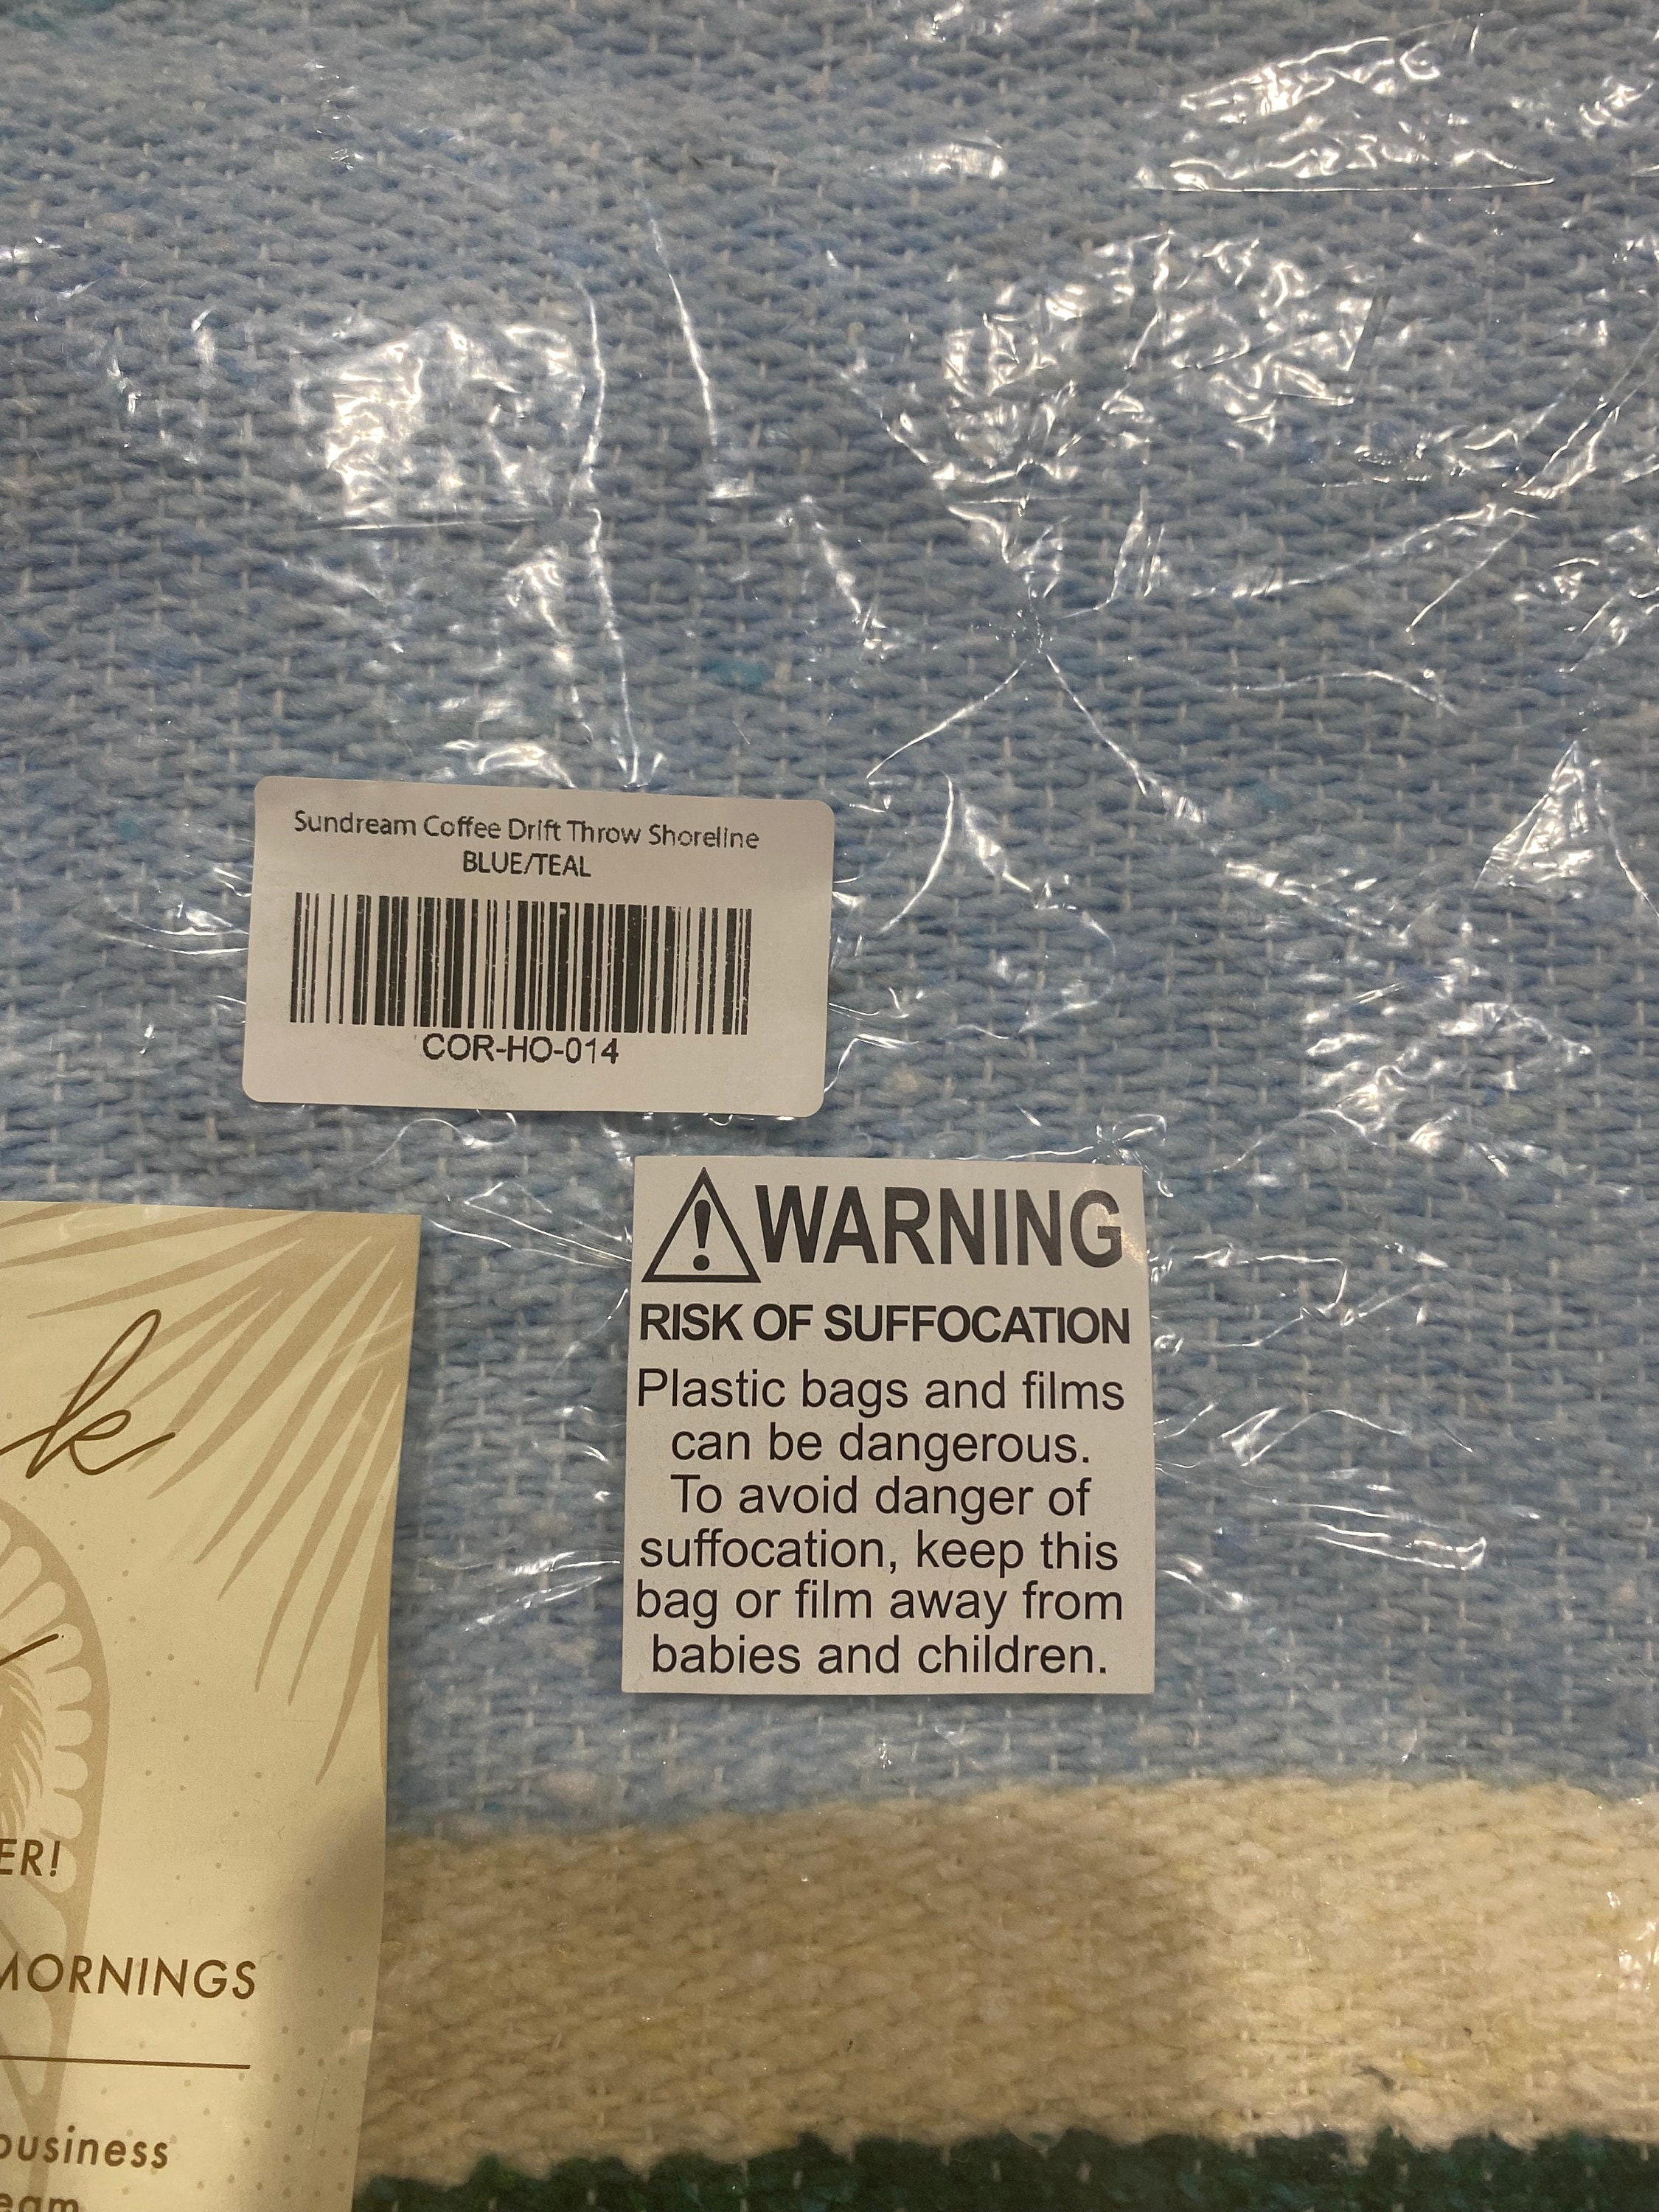 Sundream Coffee Drift Throw Shoreline
BLUE/TEAL
COR-HO-014
WARNING
RISK OF SUFFOCATION
Plastic bags and films
can be dangerous.
To avoid danger of
suffocation, keep this
bag or film away from
babies and children.
k
ER!
MORNINGS
business
eam